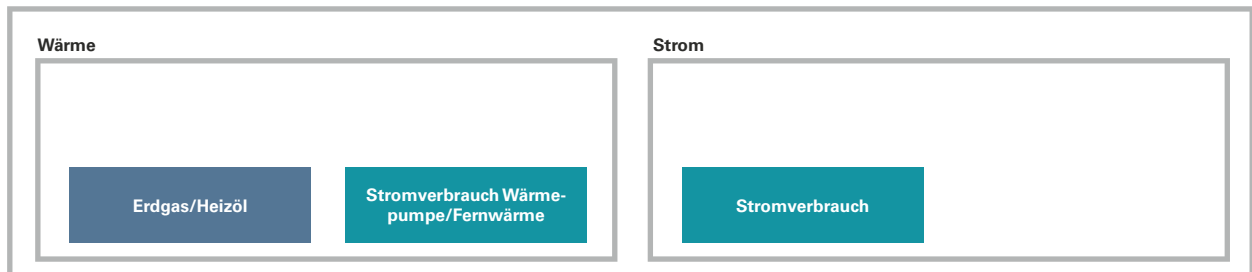 Wärme
Strom
Erdgas/Heizöl
Stromverbrauch Wärme-
pumpe/Fernwärme
Stromverbrauch